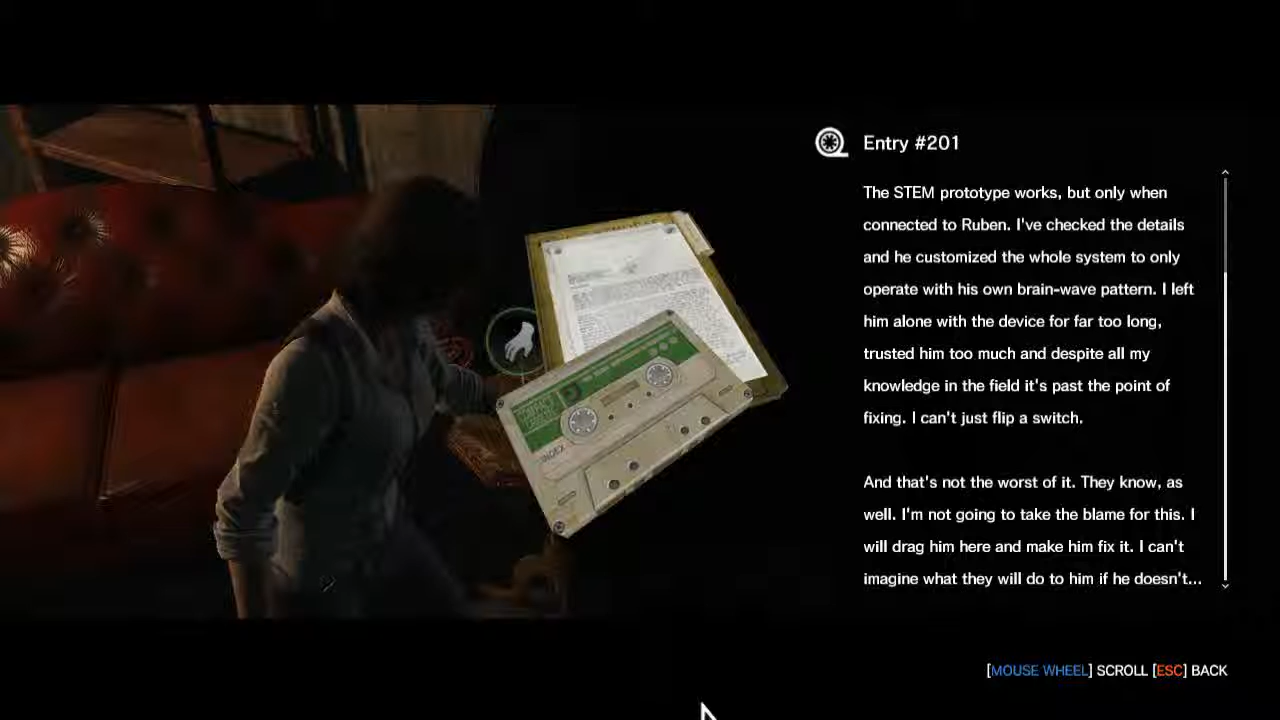 Entry #201
The STEM prototype works, but only when
connected to Ruben. I've checked the details
and he customized the whole system to only
operate with his own brain-wave pattern. I left
him alone with the device for far too long,
trusted him too much and despite all my
knowledge in the field it's past the point of
fixing. I can't just flip a switch.
And that's not the worst of it. They know, as
well. I'm not going to take the blame for this. I
will drag him here and make him fix it. I can't
imagine what they will do to him if he doesn't...
INDEX
[MOUSE WHEEL] SCROLL [ESC] BACK